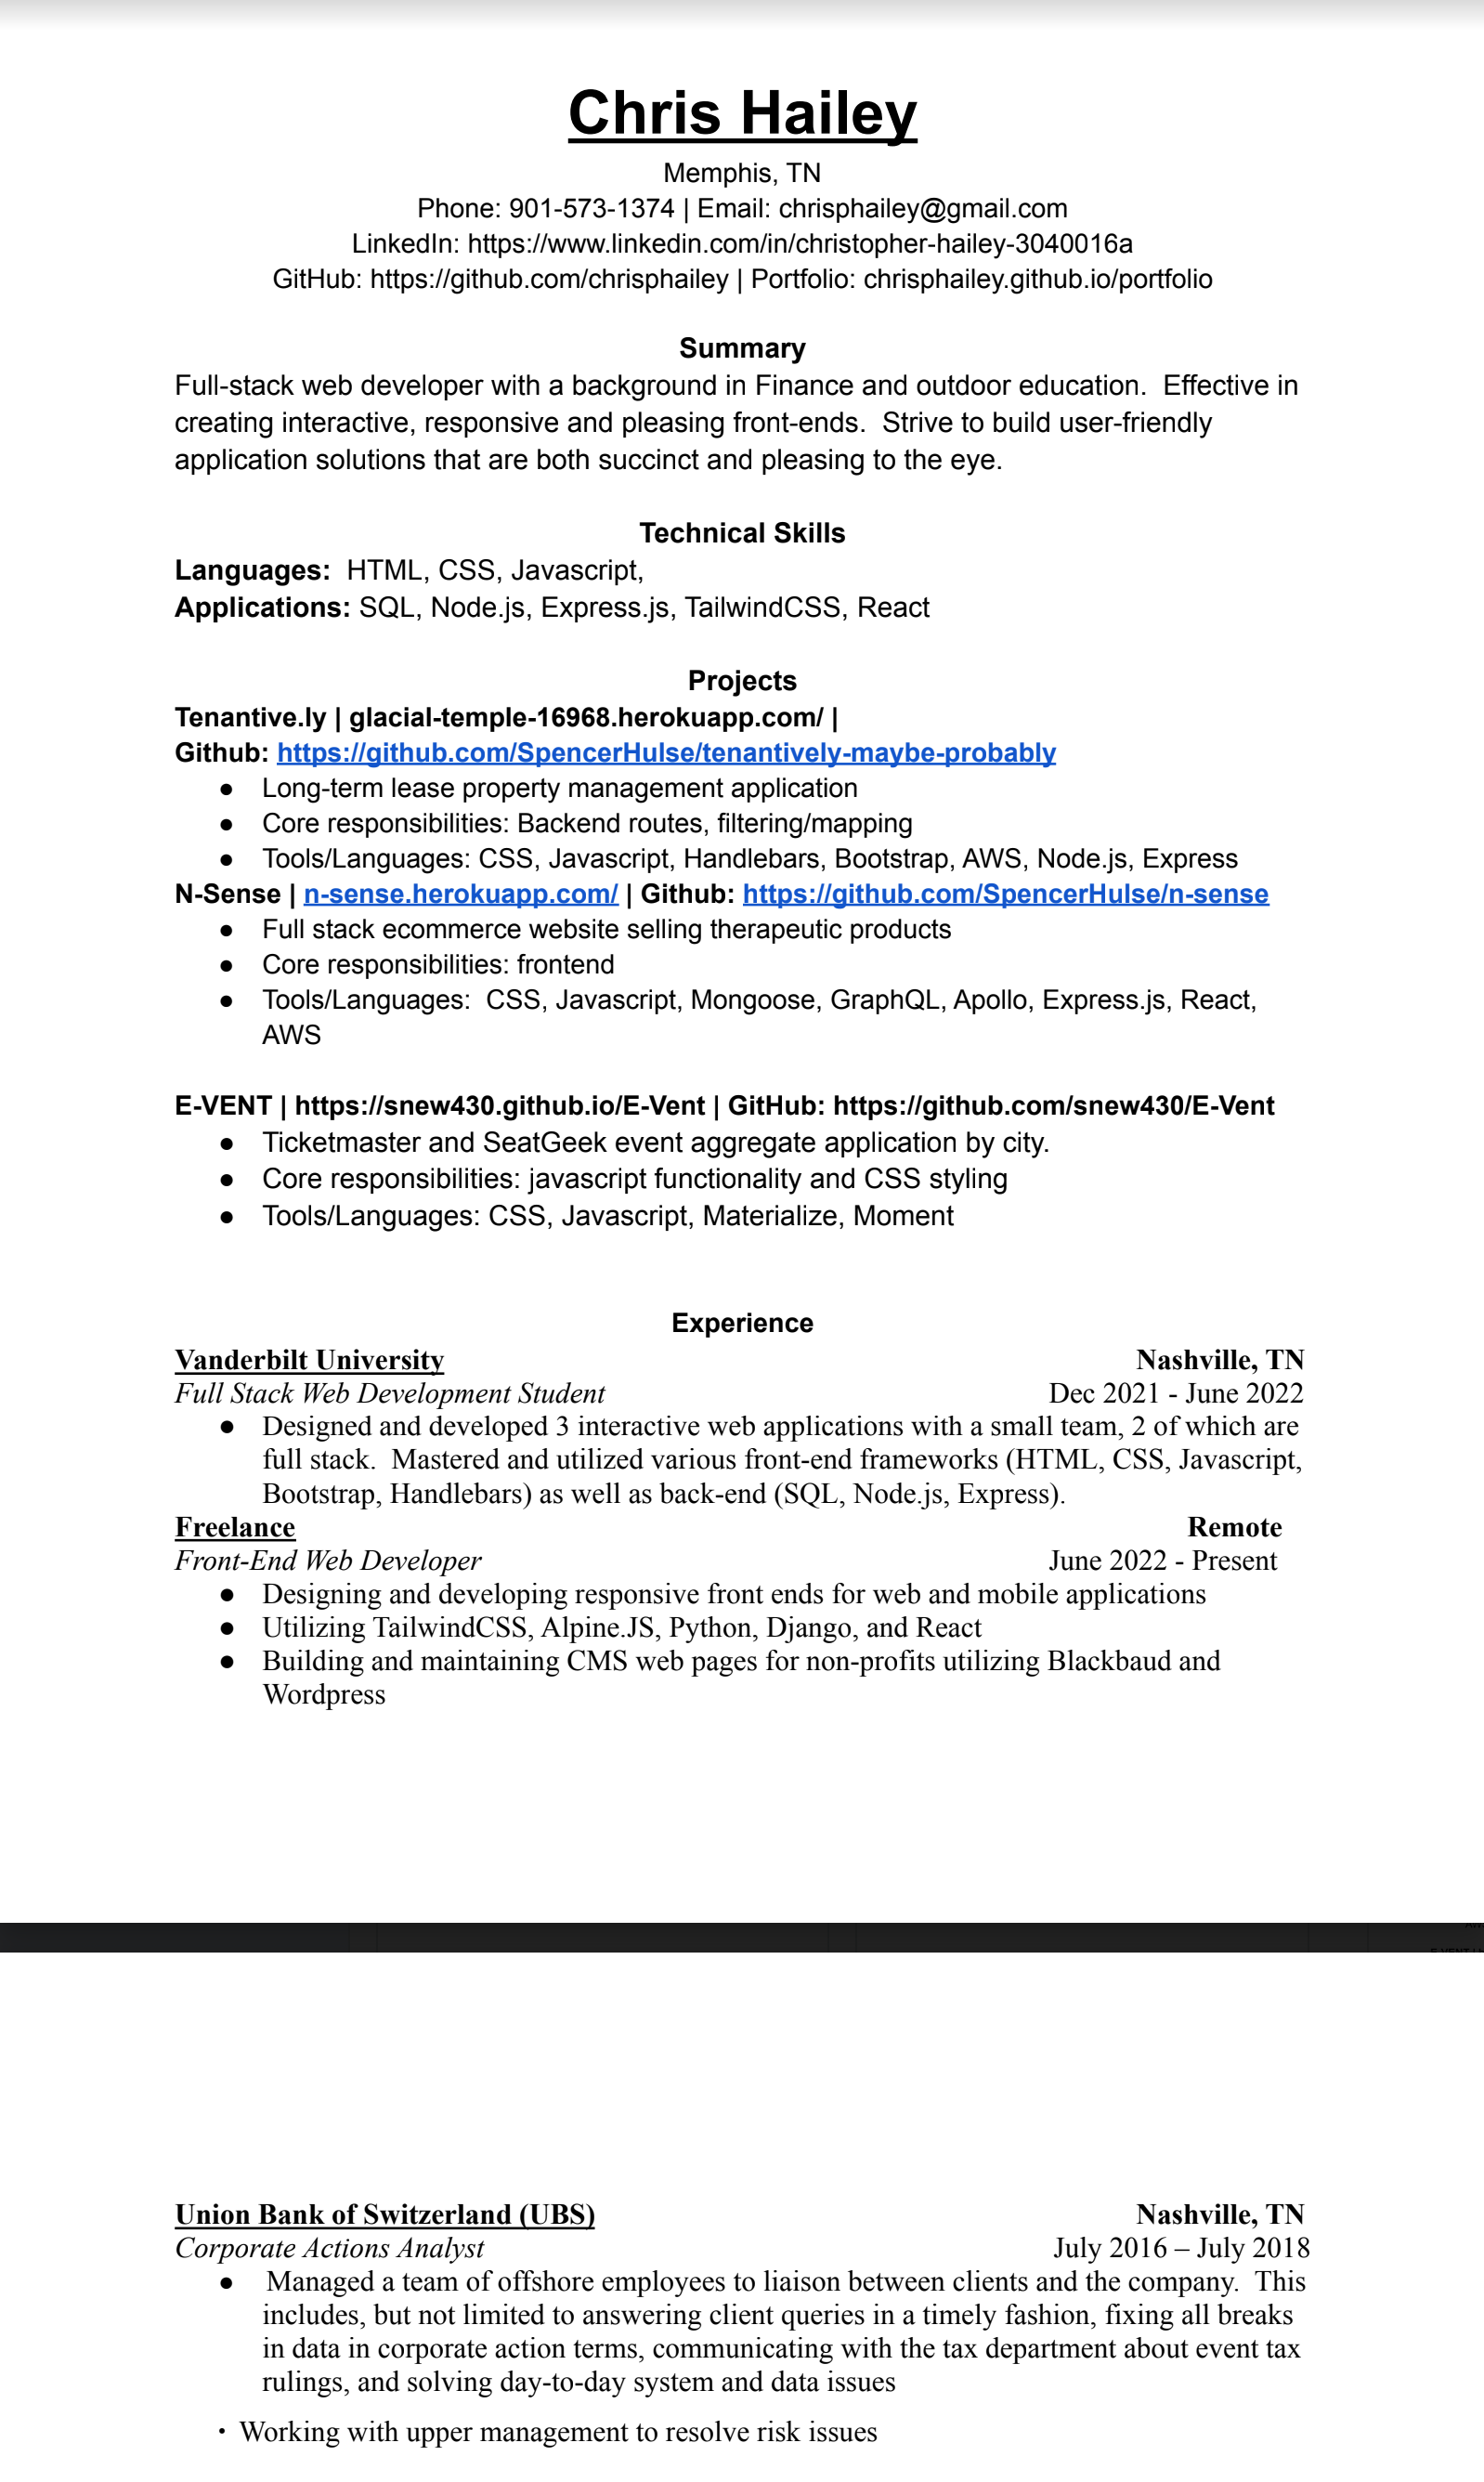 Chris Hailey
Memphis, TN
Phone: 901-573-1374 | Email: chrisphailey@gmail.com
LinkedIn: https://www.linkedin.com/in/christopher-hailey-3040016a
GitHub: https://github.com/chrisphailey | Portfolio: chrisphailey.github.io/portfolio
Summary
Full-stack web developer with a background in Finance and outdoor education.  Effective in
creating interactive, responsive and pleasing front-ends.  Strive to build user-friendly
application solutions that are both succinct and pleasing to the eye.
Technical Skills
Languages:  HTML, CSS, Javascript,
Applications: SQL, Node.js, Express.js, TailwindCSS, React
Projects
Tenantive.ly | glacial-temple-16968.herokuapp.com/ |
Github: https://github.com/SpencerHulse/tenantively-maybe-probably
● Long-term lease property management application
● Core responsibilities: Backend routes, filtering/mapping
● Tools/Languages: CSS, Javascript, Handlebars, Bootstrap, AWS, Node.js, Express
N-Sense | n-sense.herokuapp.com/ | Github: https://github.com/SpencerHulse/n-sense
● Full stack ecommerce website selling therapeutic products
● Core responsibilities: frontend
● Tools/Languages:  CSS, Javascript, Mongoose, GraphQL, Apollo, Express.js, React,
AWS
E-VENT | https://snew430.github.io/E-Vent | GitHub: https://github.com/snew430/E-Vent
● Ticketmaster and SeatGeek event aggregate application by city.
● Core responsibilities: javascript functionality and CSS styling
● Tools/Languages: CSS, Javascript, Materialize, Moment
Experience
Vanderbilt University Nashville, TN
Full Stack Web Development Student Dec 2021 - June 2022
● Designed and developed 3 interactive web applications with a small team, 2 of which are
full stack.  Mastered and utilized various front-end frameworks (HTML, CSS, Javascript,
Bootstrap, Handlebars) as well as back-end (SQL, Node.js, Express).
Freelance Remote
Front-End Web Developer June 2022 - Present
● Designing and developing responsive front ends for web and mobile applications
● Utilizing TailwindCSS, Alpine.JS, Python, Django, and React
● Building and maintaining CMS web pages for non-profits utilizing Blackbaud and
Wordpress
Union Bank of Switzerland (UBS) Nashville, TN
Corporate Actions Analyst July 2016 – July 2018
● Managed a team of offshore employees to liaison between clients and the company.  This
includes, but not limited to answering client queries in a timely fashion, fixing all breaks
in data in corporate action terms, communicating with the tax department about event tax
rulings, and solving day-to-day system and data issues
· Working with upper management to resolve risk issues